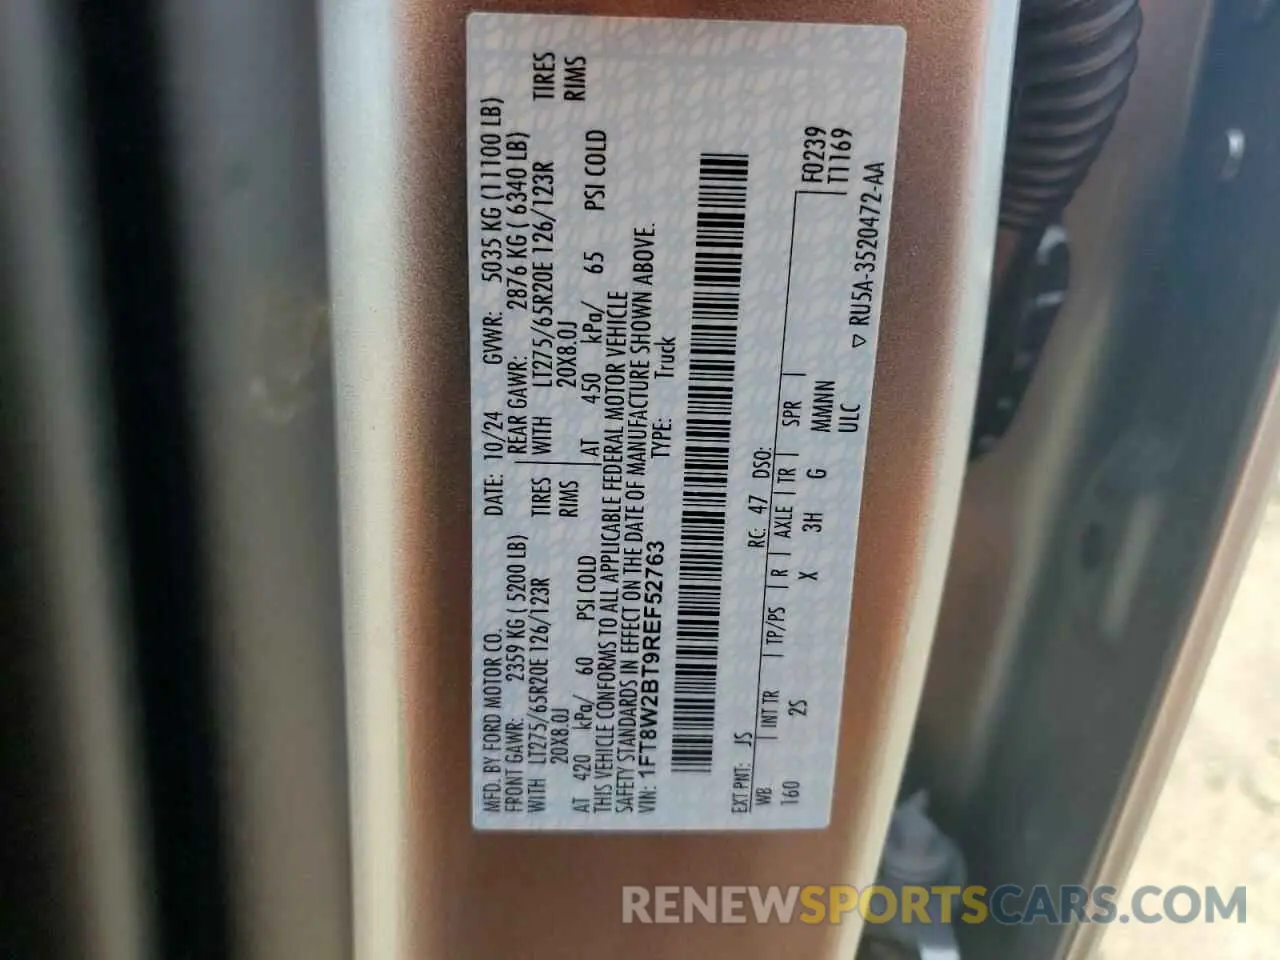 MFD. BY FORD MOTOR CO. DATE: 10/24 GVWR: 5035 KG (11100 LB)
FRONT GAWR: 2359 KG ( 5200 LB) REAR GAWR: 2876 KG ( 6340 LB)
WITH LT275/65R20E 126/123R TIRES WITH LT275/65R20E 126/123R TIRES
20X8.0J RIMS 20X8.0J RIMS
AT 420 kPa/ 60 PSI COLD AT 450 kPa/ 65 PSI COLD
THIS VEHICLE CONFORMS TO ALL APPLICABLE FEDERAL MOTOR VEHICLE
SAFETY STANDARDS IN EFFECT ON THE DATE OF MANUFACTURE SHOWN ABOVE.
VIN: 1FT8W2BT9REF52763 TYPE: Truck
EXT PNT: JS RC: 47 DSO:
WB INT TR TP/PS R AXLE TR SPR F0239
160 2S X 3H G MMNN T1169
ULC
▽ RU5A-3520472-AA
RENEWSPORTSCARS.COM